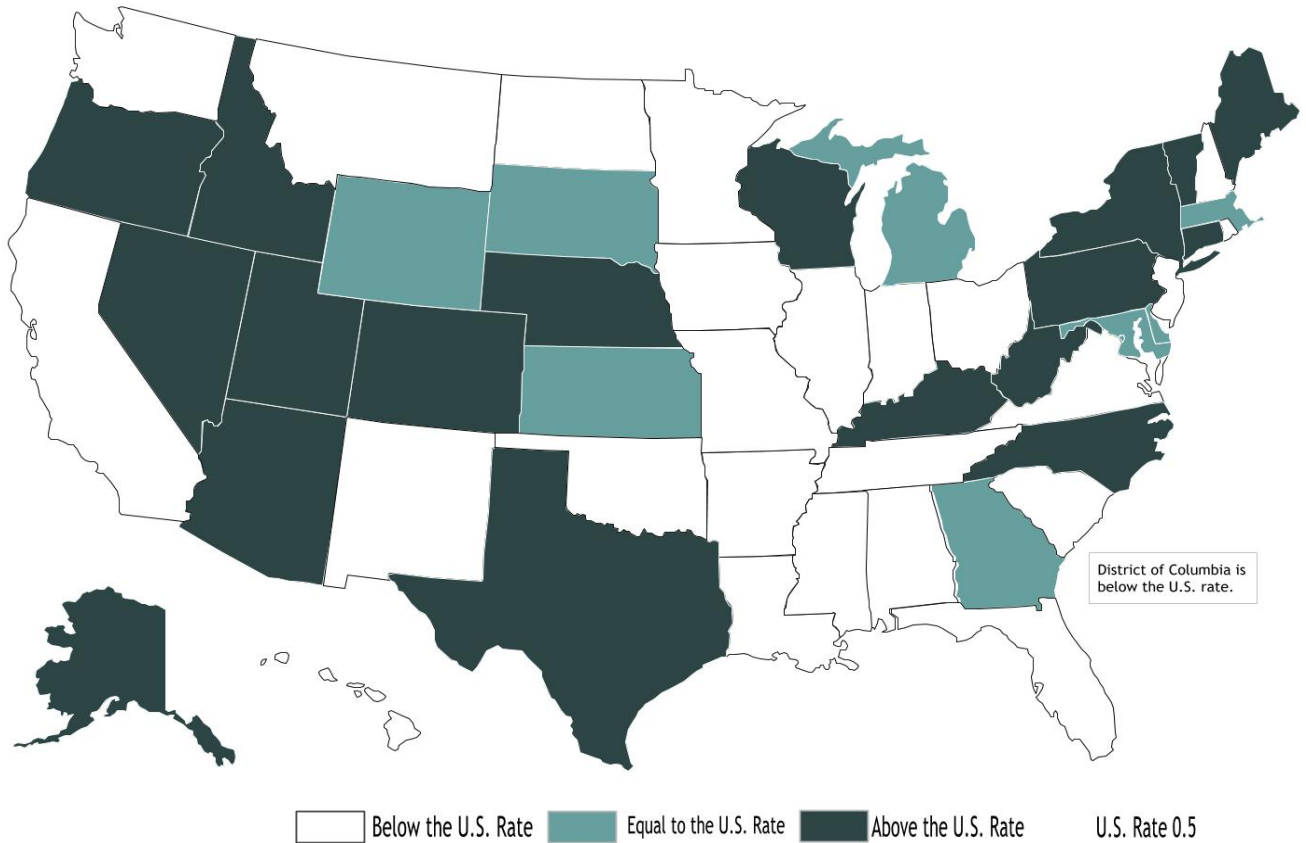 District of Columbia is
below the U.S. rate.
Below the U.S. Rate
Equal to the U.S. Rate
Above the U.S. Rate
U.S. Rate 0.5